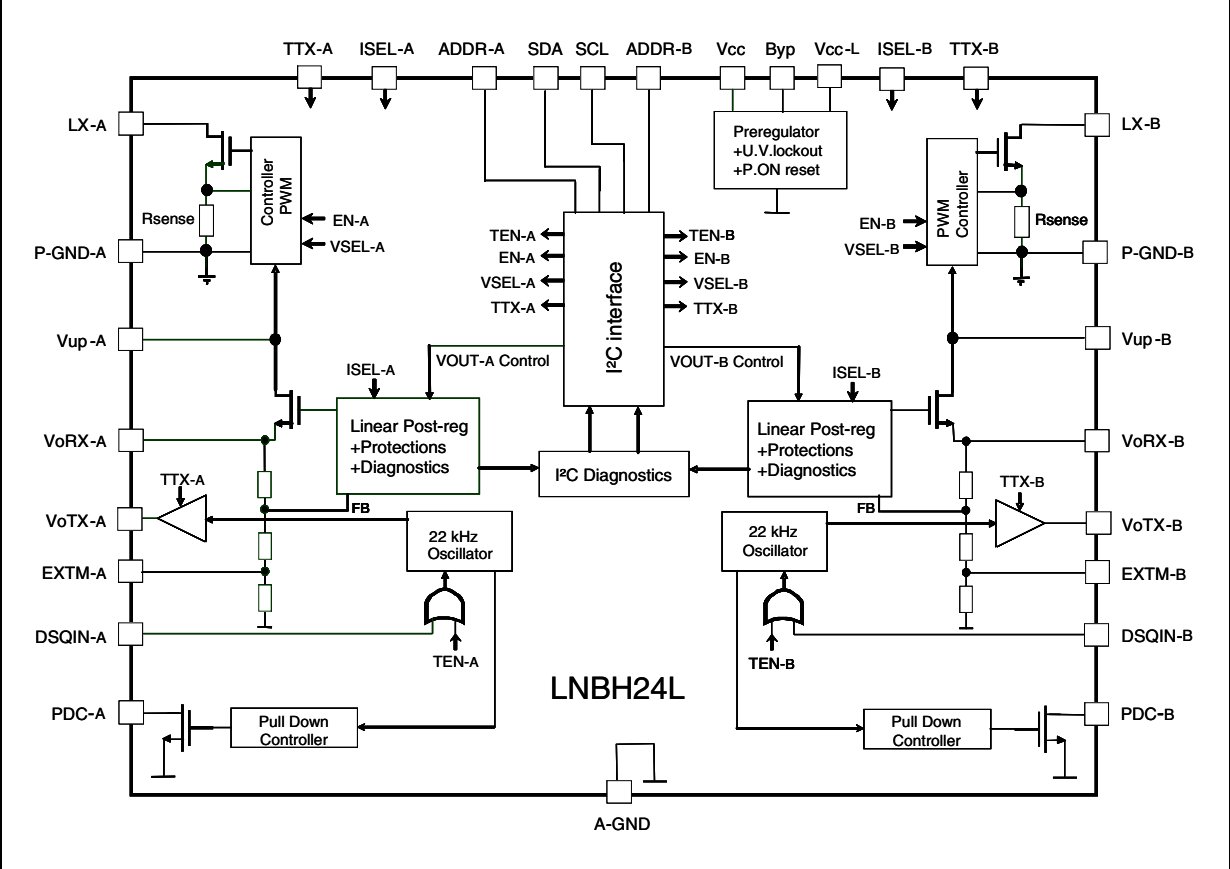 TTX-A ISEL-A ADDR-A SDA SCL ADDR-B Vcc Byp Vcc-L ISEL-B TTX-B
LX-A
LX-B
Preregulator
+U.V.lockout
+P.ON reset
Controller
PWM
PWM
Controller
Rsense
Rsense
EN-A
VSEL-A
EN-B
VSEL-B
P-GND-A
P-GND-B
TEN-A
EN-A
VSEL-A
TTX-A
I²C interface
TEN-B
EN-B
VSEL-B
TTX-B
Vup-A
Vup-B
VOUT-A Control
VOUT-B Control
ISEL-A
ISEL-B
Linear Post-reg
+Protections
+Diagnostics
Linear Post-reg
+Protections
+Diagnostics
VoRX-A
VoRX-B
I²C Diagnostics
TTX-A
TTX-B
FB
FB
VoTX-A
VoTX-B
22 kHz
Oscillator
22 kHz
Oscillator
EXTM-A
EXTM-B
DSQIN-A
DSQIN-B
TEN-A
TEN-B
LNBH24L
PDC-A
PDC-B
Pull Down
Controller
Pull Down
Controller
A-GND